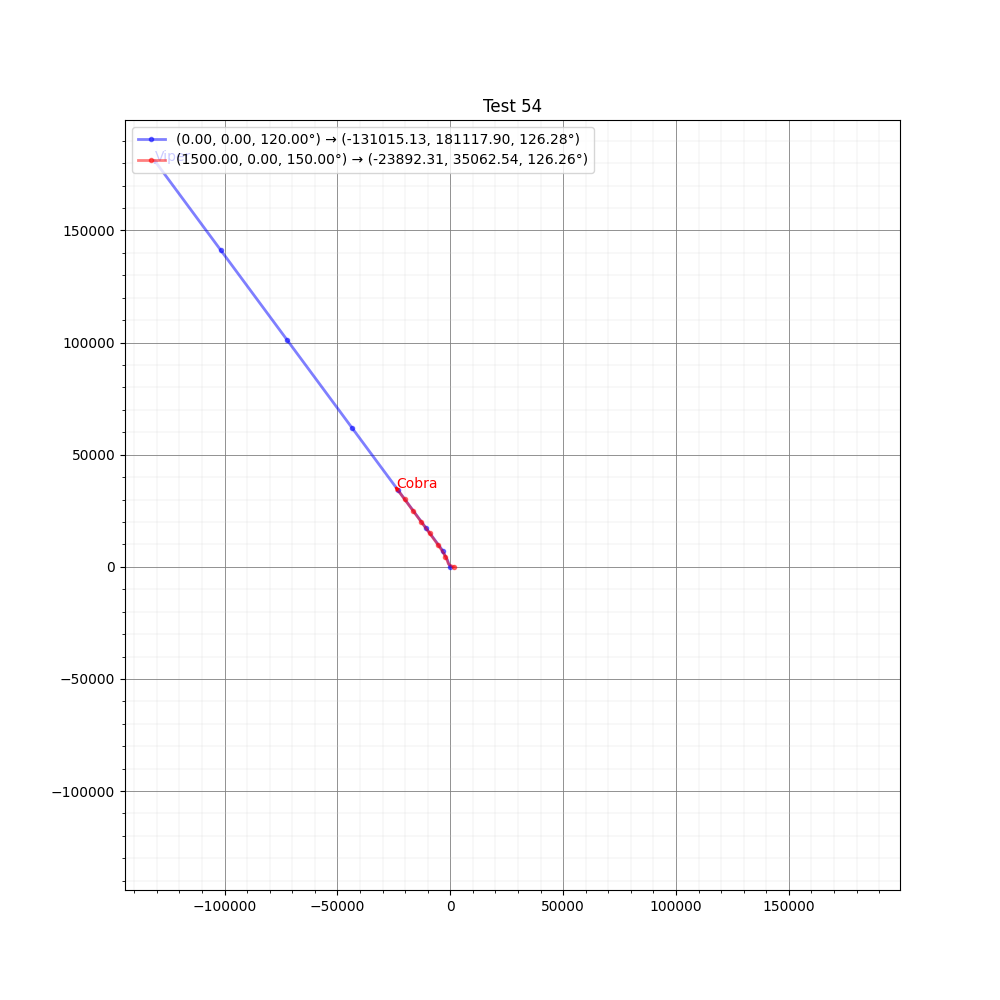 Test 54
(0.00, 0.00, 120.00°) → (-131015.13, 181117.90, 126.28°)
(1500.00, 0.00, 150.00°) → (-23892.31, 35062.54, 126.26°)
150000
100000
50000
Cobra
0
−50000
−100000
−100000 −50000 0 50000 100000 150000